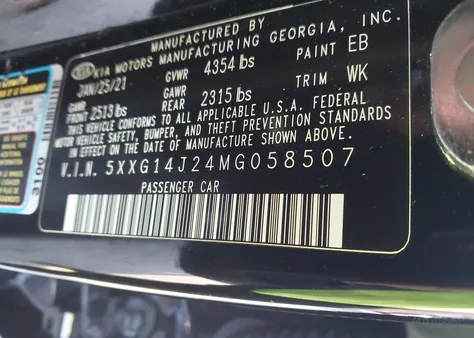 MANUFACTURED BY
KIA KIA MOTORS MANUFACTURING GEORGIA, INC.
JAN/25/21 GVWR 4354 lbs PAINT EB
GAWR FRONT 2513 lbs GAWR REAR 2315 lbs TRIM WK
THIS VEHICLE CONFORMS TO ALL APPLICABLE U.S.A. FEDERAL
MOTOR VEHICLE SAFETY, BUMPER, AND THEFT PREVENTION STANDARDS
IN EFFECT ON THE DATE OF MANUFACTURE SHOWN ABOVE.
V.I.N. 5XXG14J24MG058507
PASSENGER CAR